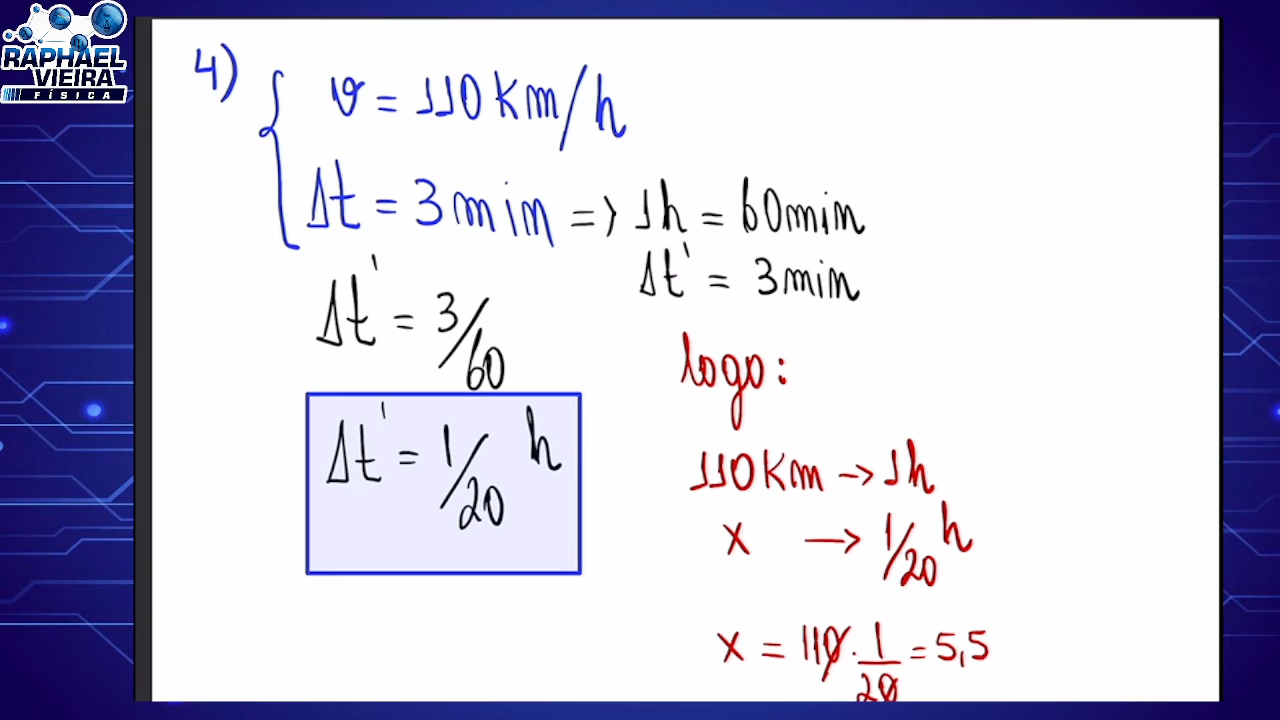 RAPHAEL
VIEIRA
FÍSICA
4)
v = 110 km/h
Δt = 3 min => 1h = 60min
Δt' = 3min
Δt' = 3/60
logo:
Δt' = 1/20 h
110 km → 1h
x → 1/20 h
x = 110 · 1/20 = 5,5